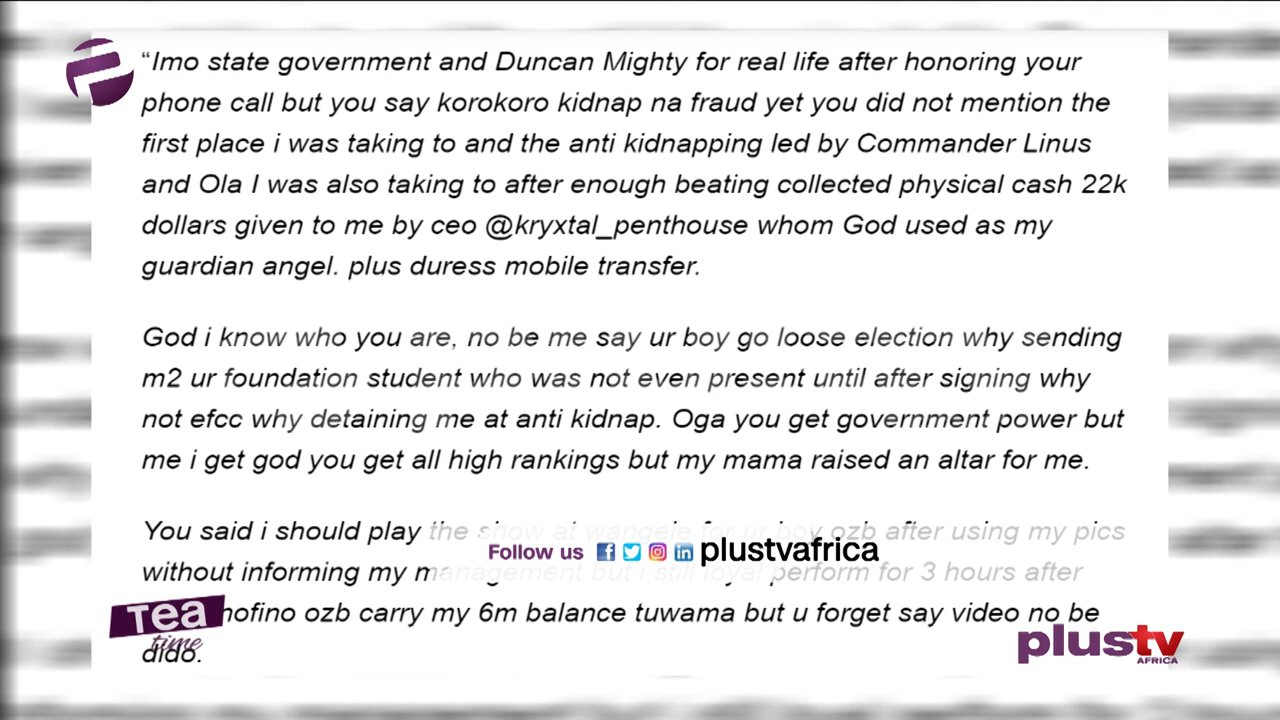 “Imo state government and Duncan Mighty for real life after honoring your
phone call but you say korokoro kidnap na fraud yet you did not mention the
first place i was taking to and the anti kidnapping led by Commander Linus
and Ola I was also taking to after enough beating collected physical cash 22k
dollars given to me by ceo @kryxtal_penthouse whom God used as my
guardian angel. plus duress mobile transfer.
God i know who you are, no be me say ur boy go loose election why sending
m2 ur foundation student who was not even present until after signing why
not efcc why detaining me at anti kidnap. Oga you get government power but
me i get god you get all high rankings but my mama raised an altar for me.
You said i should play the show at for ur boy ozb after using my pics
Follow us plustvafrica
without informing my management but i still loyal perform for 3 hours after
ozb carry my 6m balance tuwama but u forget say video no be
dido.
Tea
time
plustv
AFRICA